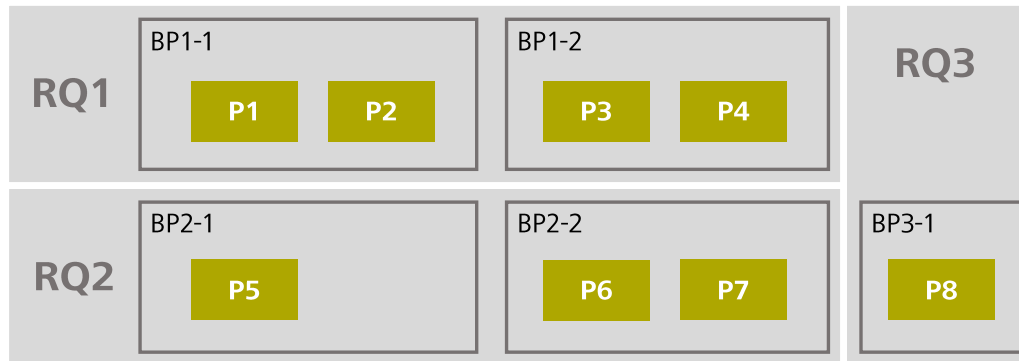 RQ1
BP1-1
P1
P2
BP1-2
P3
P4
RQ3
RQ2
BP2-1
P5
BP2-2
P6
P7
BP3-1
P8